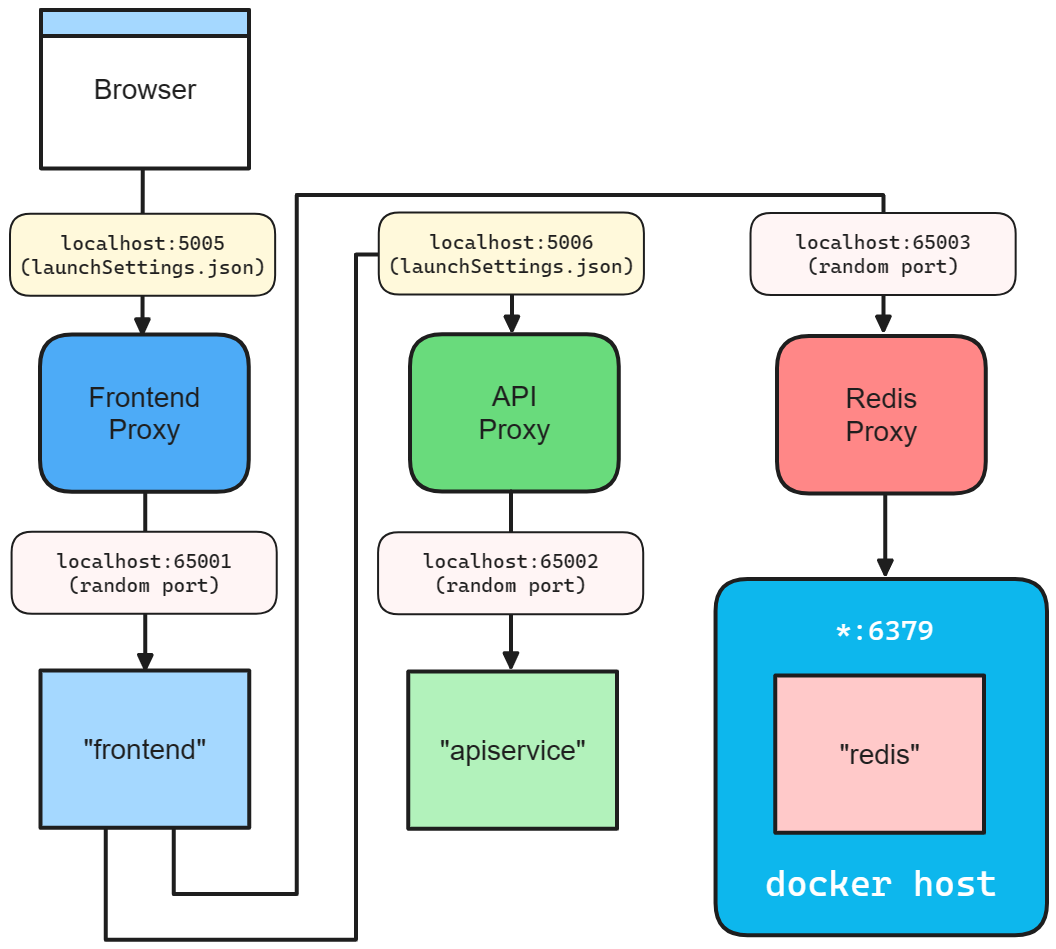 Browser
localhost:5005
(launchSettings.json)
localhost:5006
(launchSettings.json)
localhost:65003
(random port)
Frontend
Proxy
API
Proxy
Redis
Proxy
localhost:65001
(random port)
localhost:65002
(random port)
*:6379
"frontend"
"apiservice"
"redis"
docker host